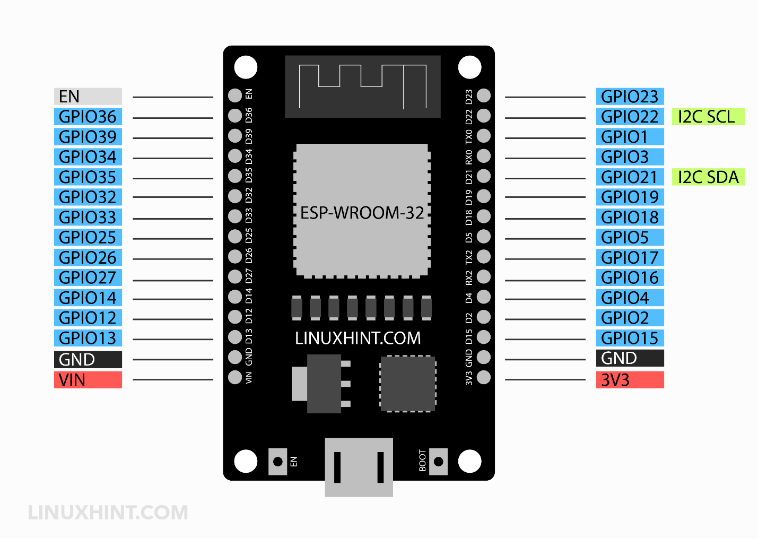 EN
GPIO36
GPIO39
GPIO34
GPIO35
GPIO32
GPIO33
GPIO25
GPIO26
GPIO27
GPIO14
GPIO12
GPIO13
GND
VIN
EN
D36
D39
D34
D35
D32
D33
D25
D26
D27
D14
D12
D13
GND
VIN
ESP-WROOM-32
LINUXHINT.COM
EN
BOOT
D23
D22
TX0
RX0
D21
D19
D18
D5
TX2
RX2
D4
D2
D15
GND
3V3
GPIO23
GPIO22 I2C SCL
GPIO1
GPIO3
GPIO21 I2C SDA
GPIO19
GPIO18
GPIO5
GPIO17
GPIO16
GPIO4
GPIO2
GPIO15
GND
3V3
LINUXHINT.COM